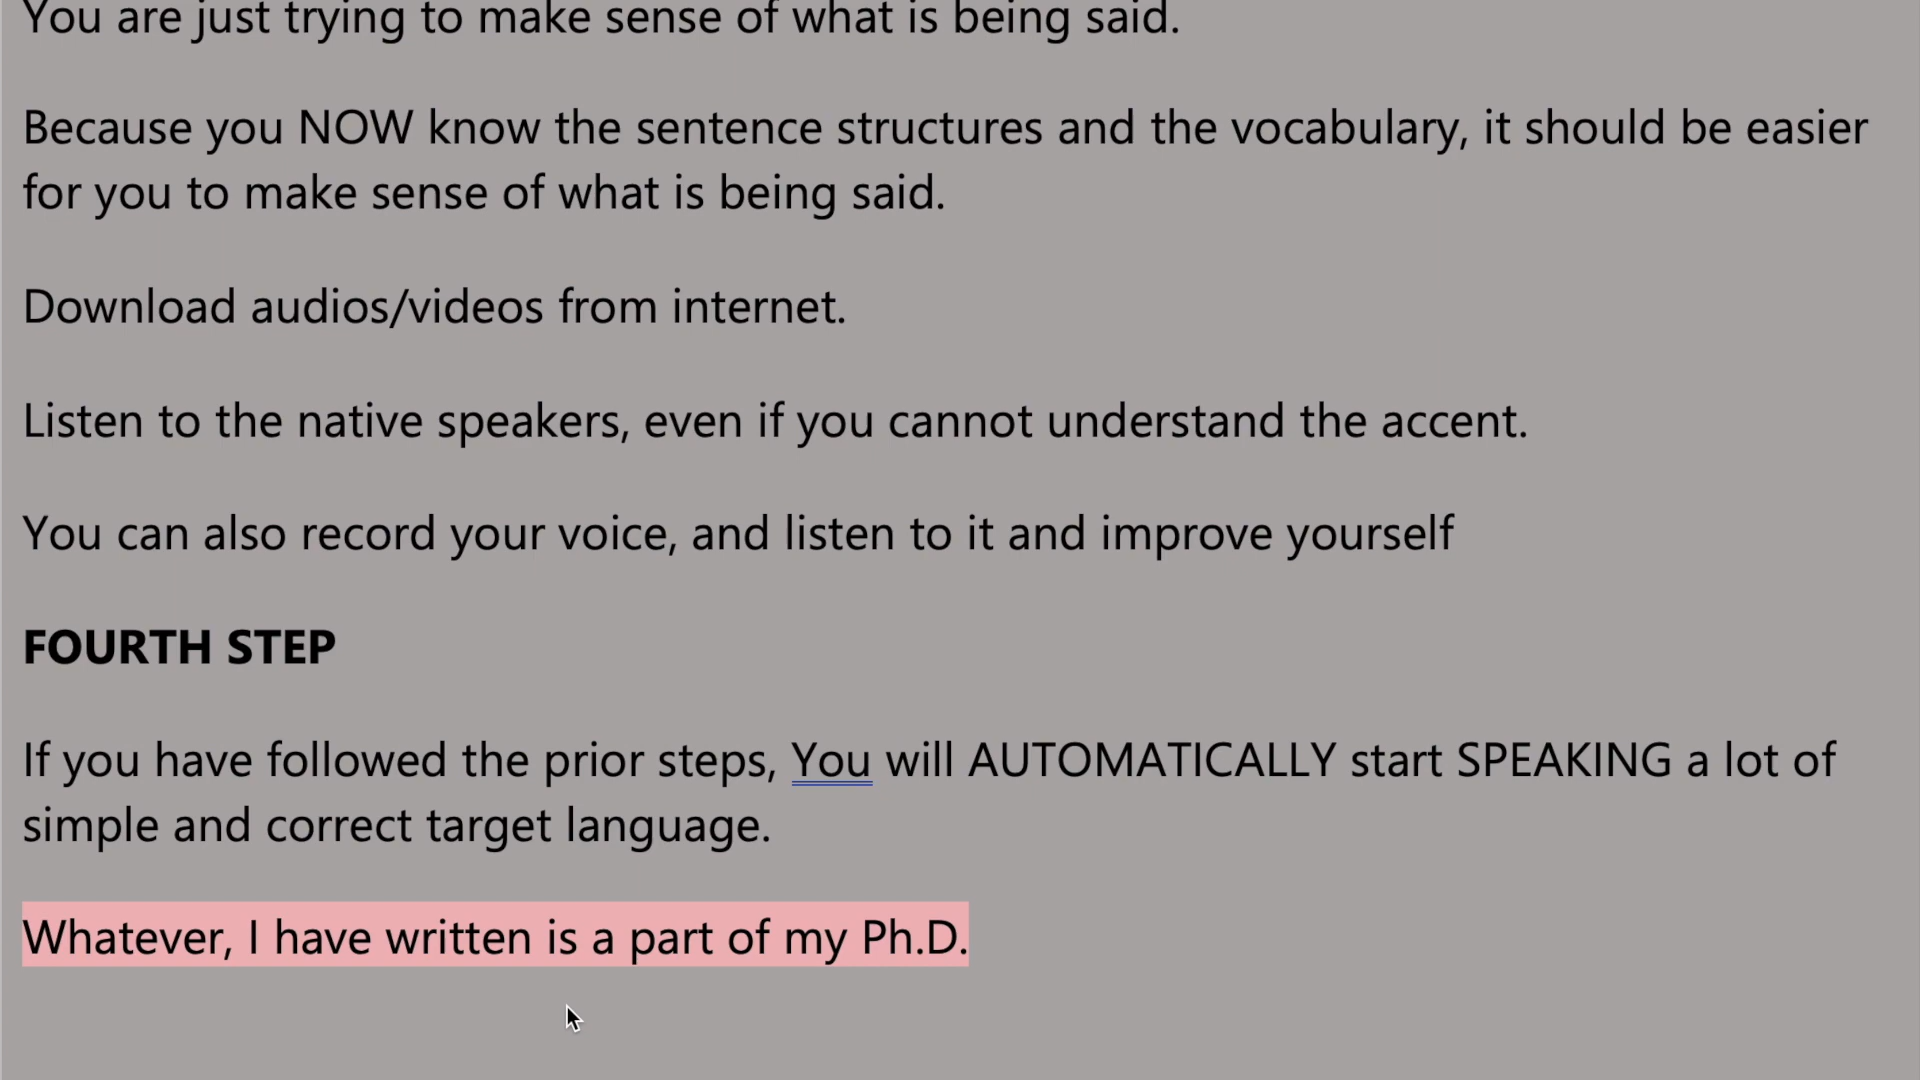 You are just trying to make sense of what is being said.
Because you NOW know the sentence structures and the vocabulary, it should be easier
for you to make sense of what is being said.
Download audios/videos from internet.
Listen to the native speakers, even if you cannot understand the accent.
You can also record your voice, and listen to it and improve yourself
FOURTH STEP
If you have followed the prior steps, You will AUTOMATICALLY start SPEAKING a lot of
simple and correct target language.
Whatever, I have written is a part of my Ph.D.